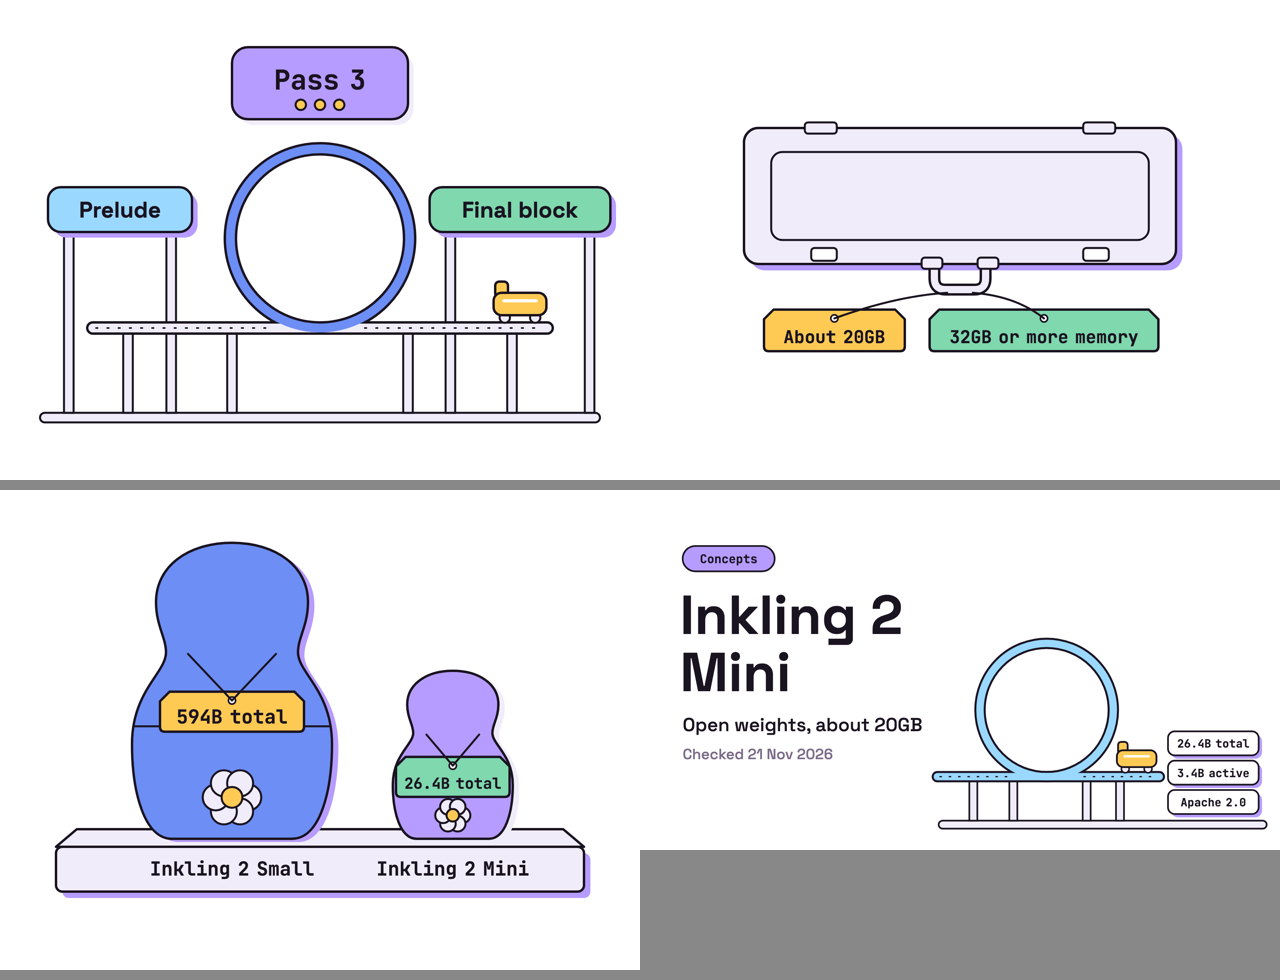 Pass 3
Prelude
Final block
About 20GB
32GB or more memory
594B total
26.4B total
Inkling 2 Small
Inkling 2 Mini
Concepts
Inkling 2
Mini
Open weights, about 20GB
Checked 21 Nov 2026
26.4B total
3.4B active
Apache 2.0